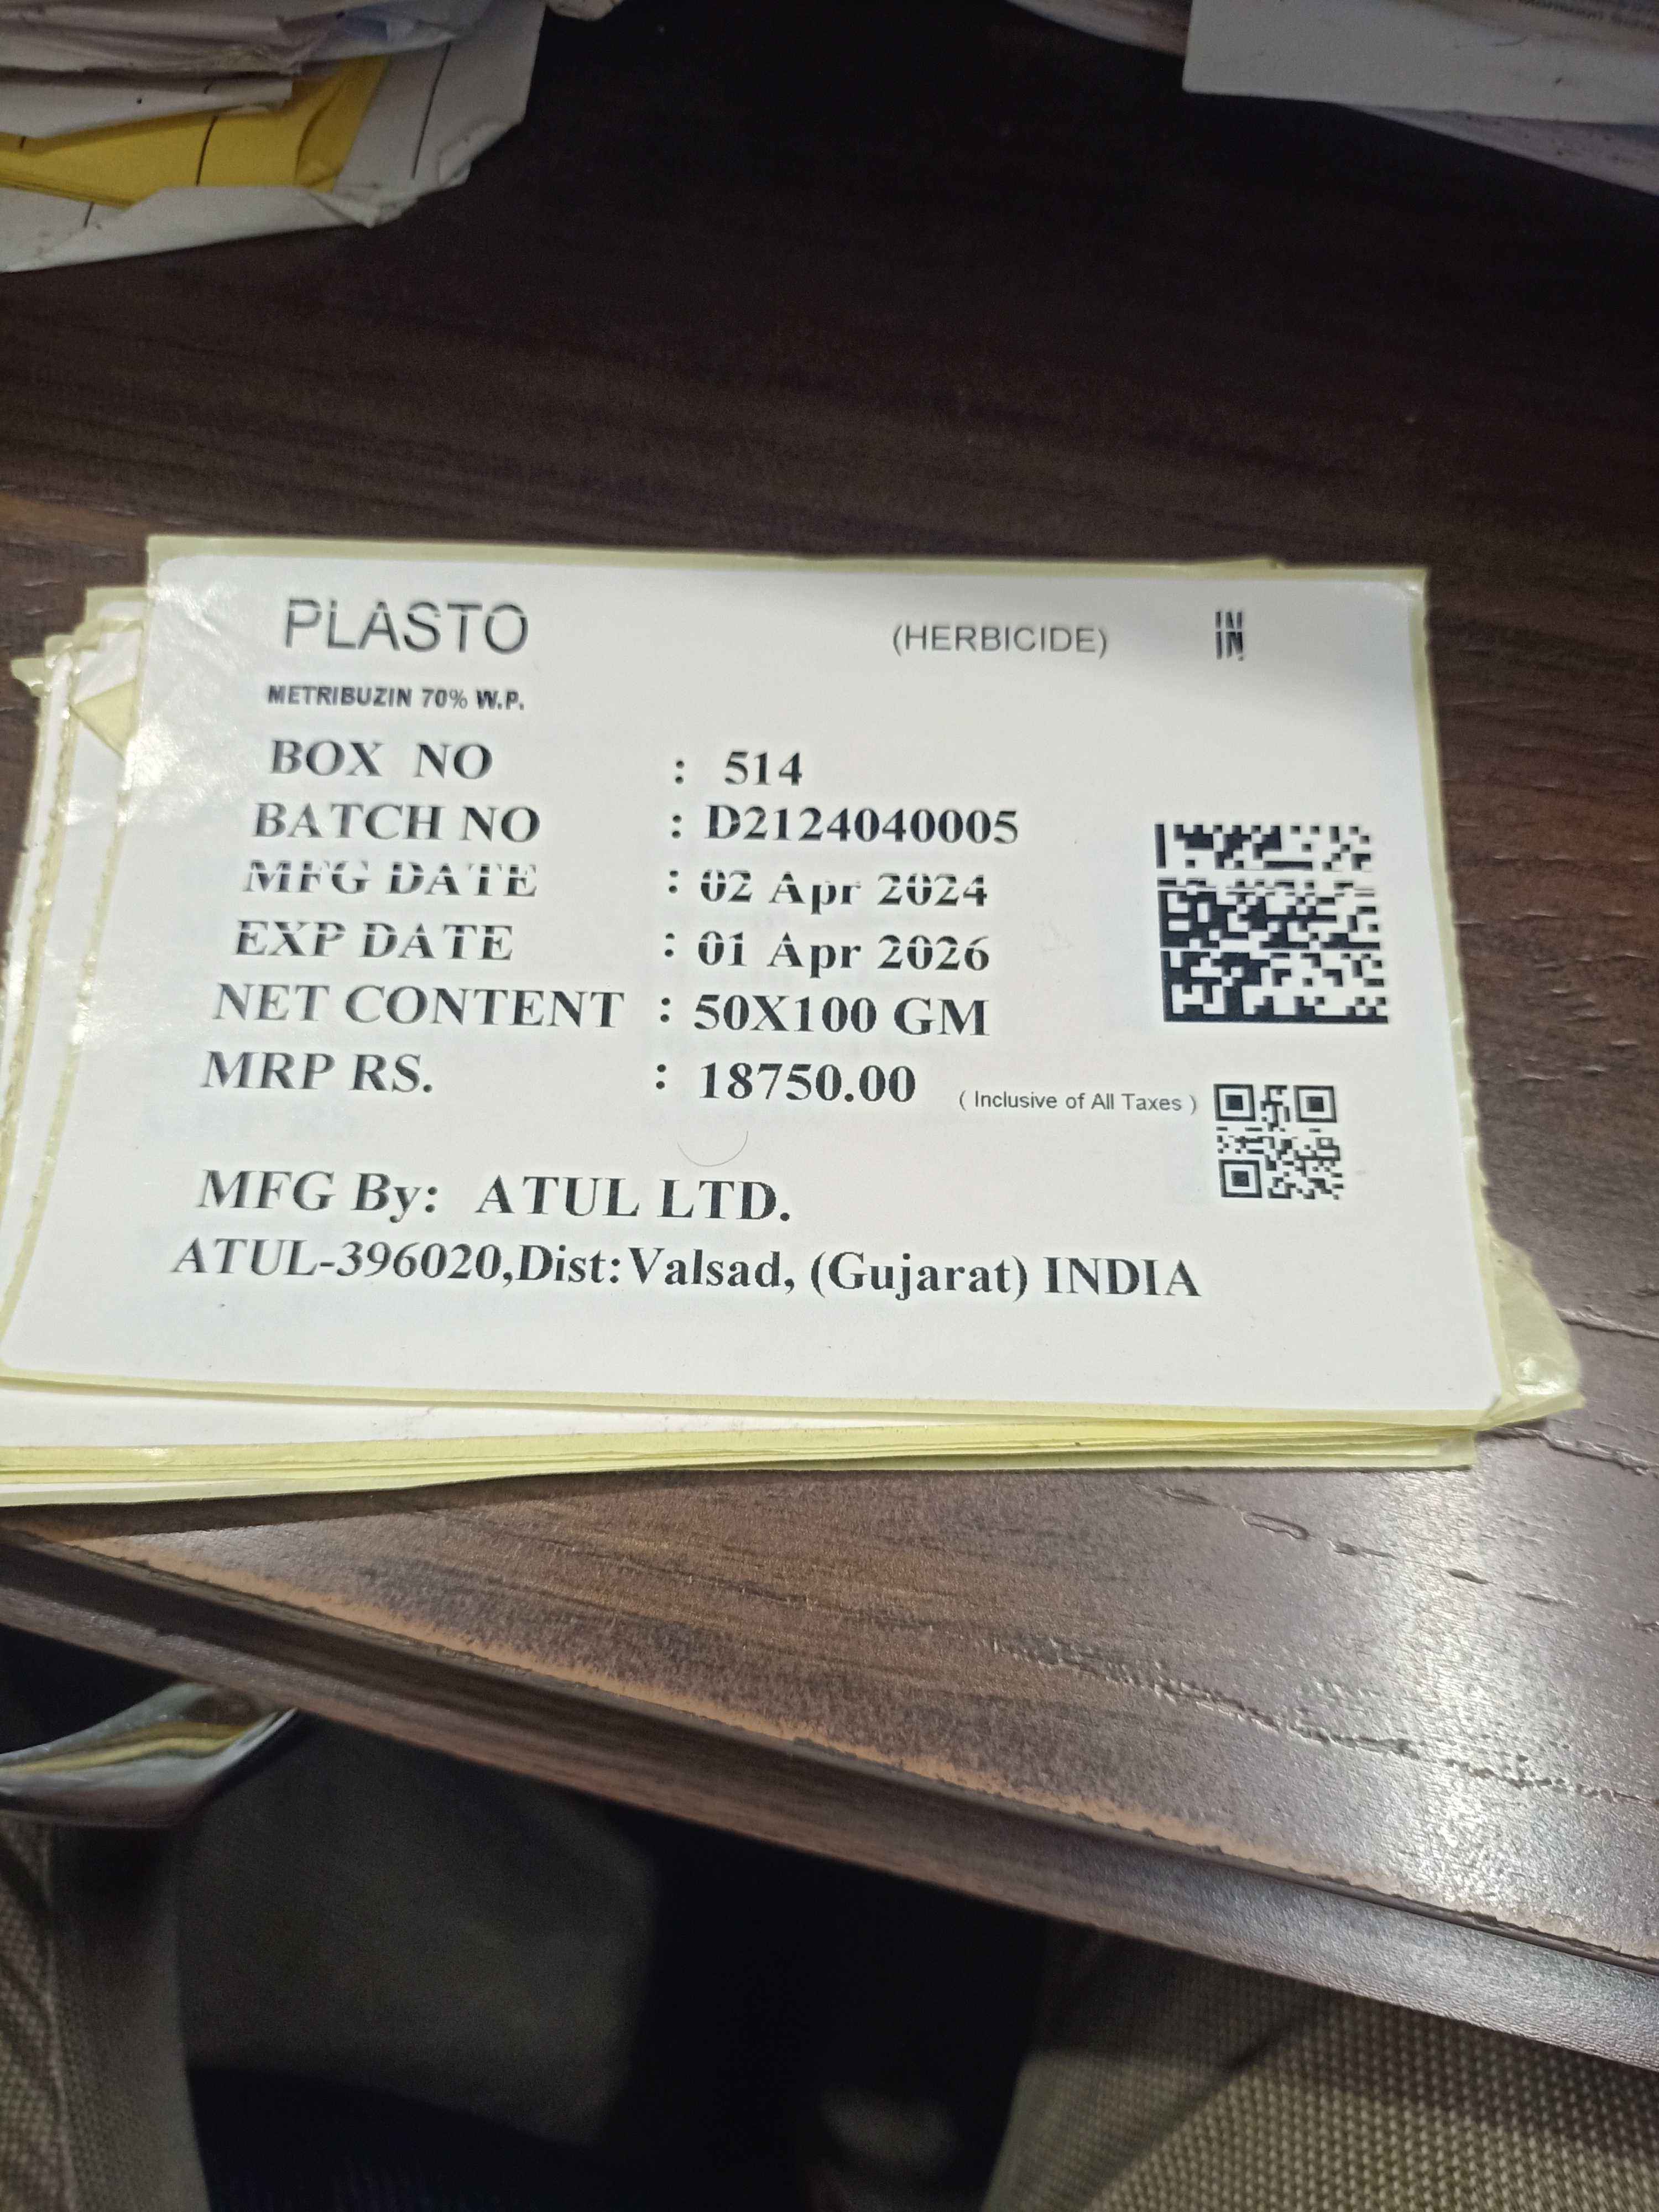 PLASTO (HERBICIDE) IN
METRIBUZIN 70% W.P.
BOX NO : 514
BATCH NO : D2124040005
MFG DATE : 02 Apr 2024
EXP DATE : 01 Apr 2026
NET CONTENT : 50X100 GM
MRP RS. : 18750.00 ( Inclusive of All Taxes )
MFG By: ATUL LTD.
ATUL-396020,Dist:Valsad, (Gujarat) INDIA